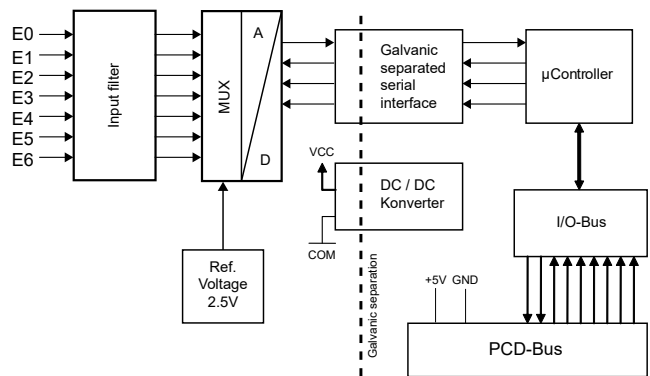 E0
E1
E2
E3
E4
E5
E6
Input filter
MUX
A
D
Galvanic
separated
serial
interface
µController
VCC
COM
DC / DC
Konverter
I/O-Bus
Ref.
Voltage
2.5V
Galvanic separation
+5V GND
PCD-Bus